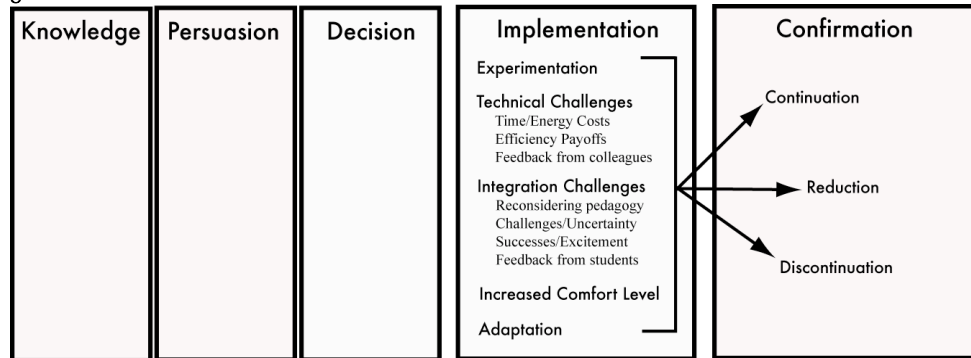 Knowledge
Persuasion
Decision
Implementation
Experimentation
Technical Challenges
Time/Energy Costs
Efficiency Payoffs
Feedback from colleagues
Integration Challenges
Reconsidering pedagogy
Challenges/Uncertainty
Successes/Excitement
Feedback from students
Increased Comfort Level
Adaptation
Confirmation
Continuation
Reduction
Discontinuation